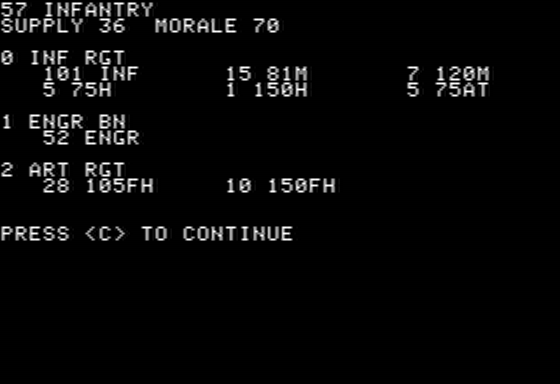 57 INFANTRY
SUPPLY 36  MORALE 70
0 INF RGT
101 INF  15 81M  7 120M
5 75H  1 150H  5 75AT
1 ENGR BN
52 ENGR
2 ART RGT
28 105FH  10 150FH
PRESS <C> TO CONTINUE